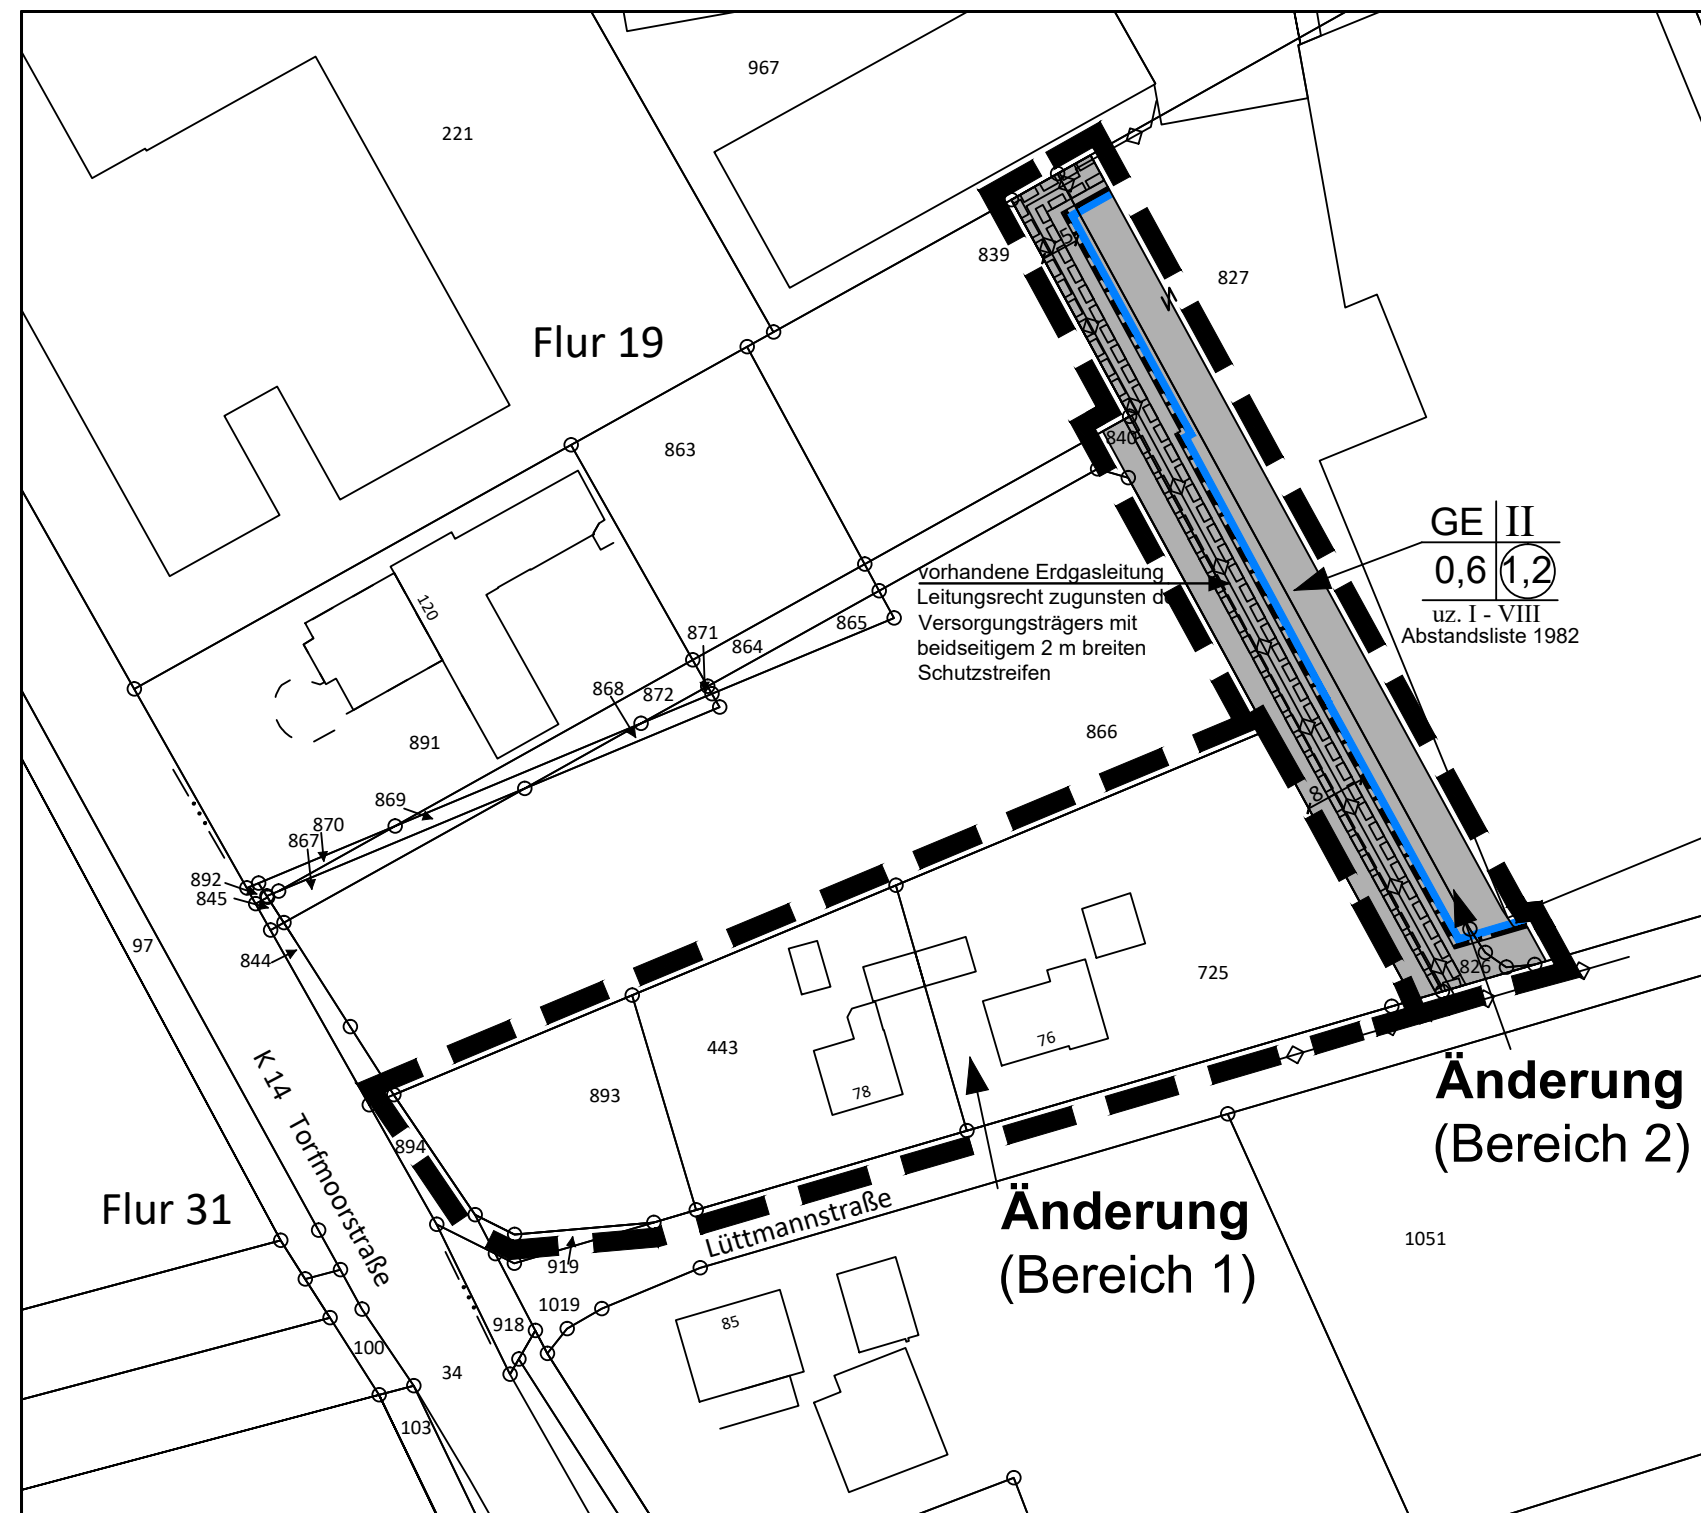 967
221
839
827
5
Flur 19
863
840
GE II
0,6 1,2
uz. I - VIII
Abstandsliste 1982
vorhandene Erdgasleitung
Leitungsrecht zugunsten
Versorgungsträgers mit
beidseitigem 2 m breiten
Schutzstreifen
120
865
871
864
868
872
866
891
869
870
867
8
892
845
97
844
826
725
443
76
78
893
K 14 Torfmoorstraße
894
Änderung
(Bereich 2)
Flur 31
Lüttmannstraße
Änderung
(Bereich 1)
1051
919
1019
918
85
100
34
103